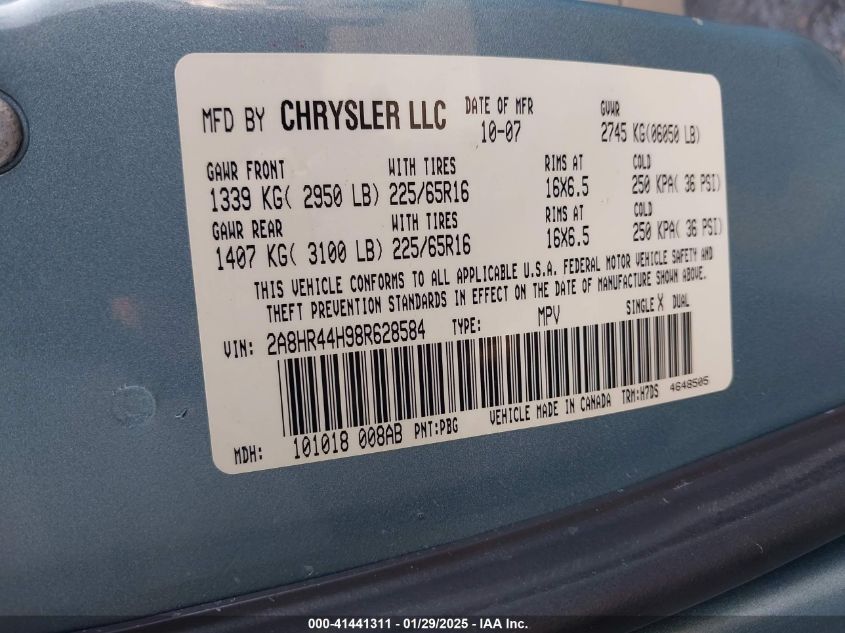 MFD BY CHRYSLER LLC DATE OF MFR 10-07 GVWR 2745 KG(06050 LB)
GAWR FRONT WITH TIRES RIMS AT COLD
1339 KG( 2950 LB) 225/65R16 16X6.5 250 KPA( 36 PSI)
GAWR REAR WITH TIRES RIMS AT COLD
1407 KG( 3100 LB) 225/65R16 16X6.5 250 KPA( 36 PSI)
THIS VEHICLE CONFORMS TO ALL APPLICABLE U.S.A. FEDERAL MOTOR VEHICLE SAFETY AND
THEFT PREVENTION STANDARDS IN EFFECT ON THE DATE OF MANUFACTURE SHOWN ABOVE.
VIN: 2A8HR44H98R628584 TYPE: MPV SINGLE X DUAL
MDH: 101018 008AB PNT:PBG VEHICLE MADE IN CANADA TRM:H7DS 4648505
000-41441311 - 01/29/2025 - IAA Inc.